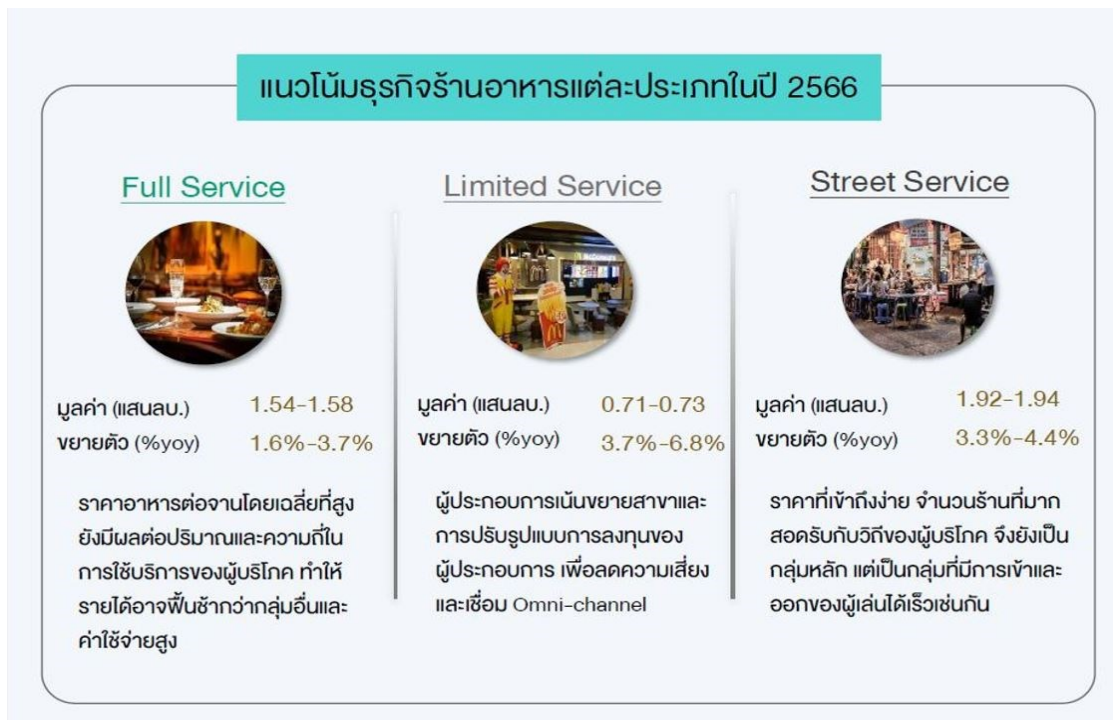 แนวโน้มธุรกิจร้านอาหารแต่ละประเภทในปี 2566
Full Service
มูลค่า (แสนลบ.) 1.54-1.58
ขยายตัว (%yoy) 1.6%-3.7%
ราคาอาหารต่อจานโดยเฉลี่ยที่สูง
ยังมีผลต่อปริมาณและความถี่ใน
การใช้บริการของผู้บริโภค ทำให้
รายได้อาจฟื้นช้ากว่ากลุ่มอื่นและ
ค่าใช้จ่ายสูง
Limited Service
มูลค่า (แสนลบ.) 0.71-0.73
ขยายตัว (%yoy) 3.7%-6.8%
ผู้ประกอบการเน้นขยายสาขาและ
การปรับรูปแบบการลงทุนของ
ผู้ประกอบการ เพื่อลดความเสี่ยง
และเชื่อม Omni-channel
Street Service
มูลค่า (แสนลบ.) 1.92-1.94
ขยายตัว (%yoy) 3.3%-4.4%
ราคาที่เข้าถึงง่าย จำนวนร้านที่มาก
สอดรับกับวิถีของผู้บริโภค จึงยังเป็น
กลุ่มหลัก แต่เป็นกลุ่มที่มีการเข้าและ
ออกของผู้เล่นได้เร็วเช่นกัน